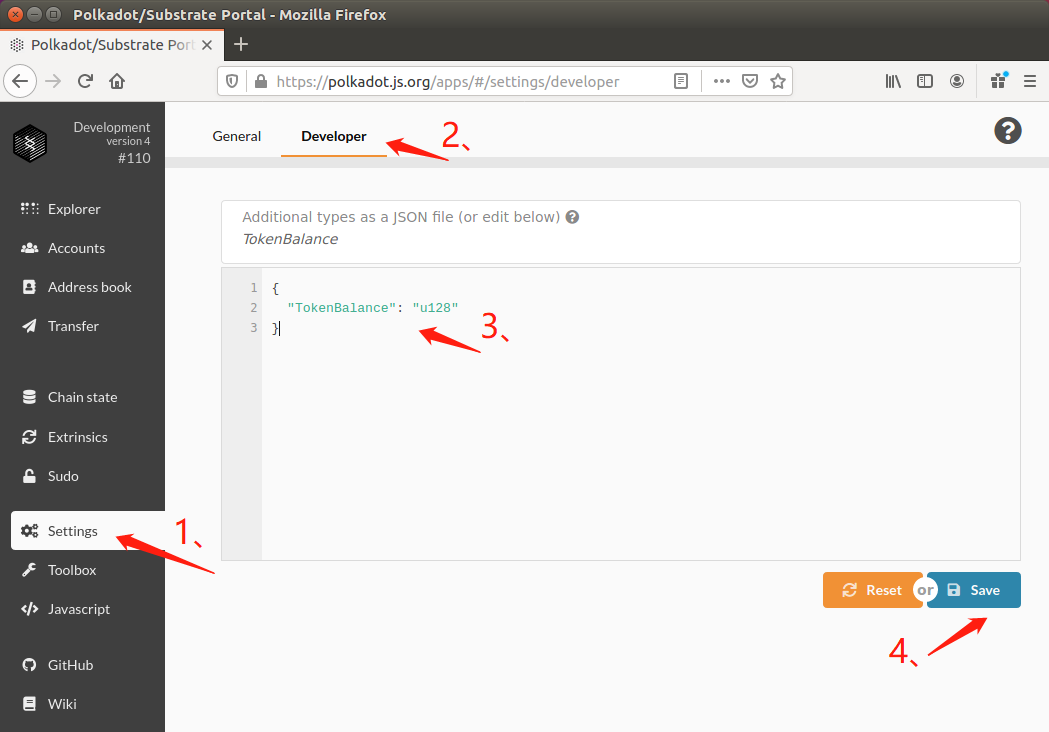 Polkadot/Substrate Portal - Mozilla Firefox
Polkadot/Substrate Port
https://polkadot.js.org/apps/#/settings/developer
Development
version 4
#110
General
Developer
2、
Explorer
Accounts
Address book
Transfer
Chain state
Extrinsics
Sudo
Settings
1、
Toolbox
Javascript
GitHub
Wiki
Additional types as a JSON file (or edit below)
TokenBalance
1 {
2 "TokenBalance": "u128"
3 }
3、
Reset
or
Save
4、